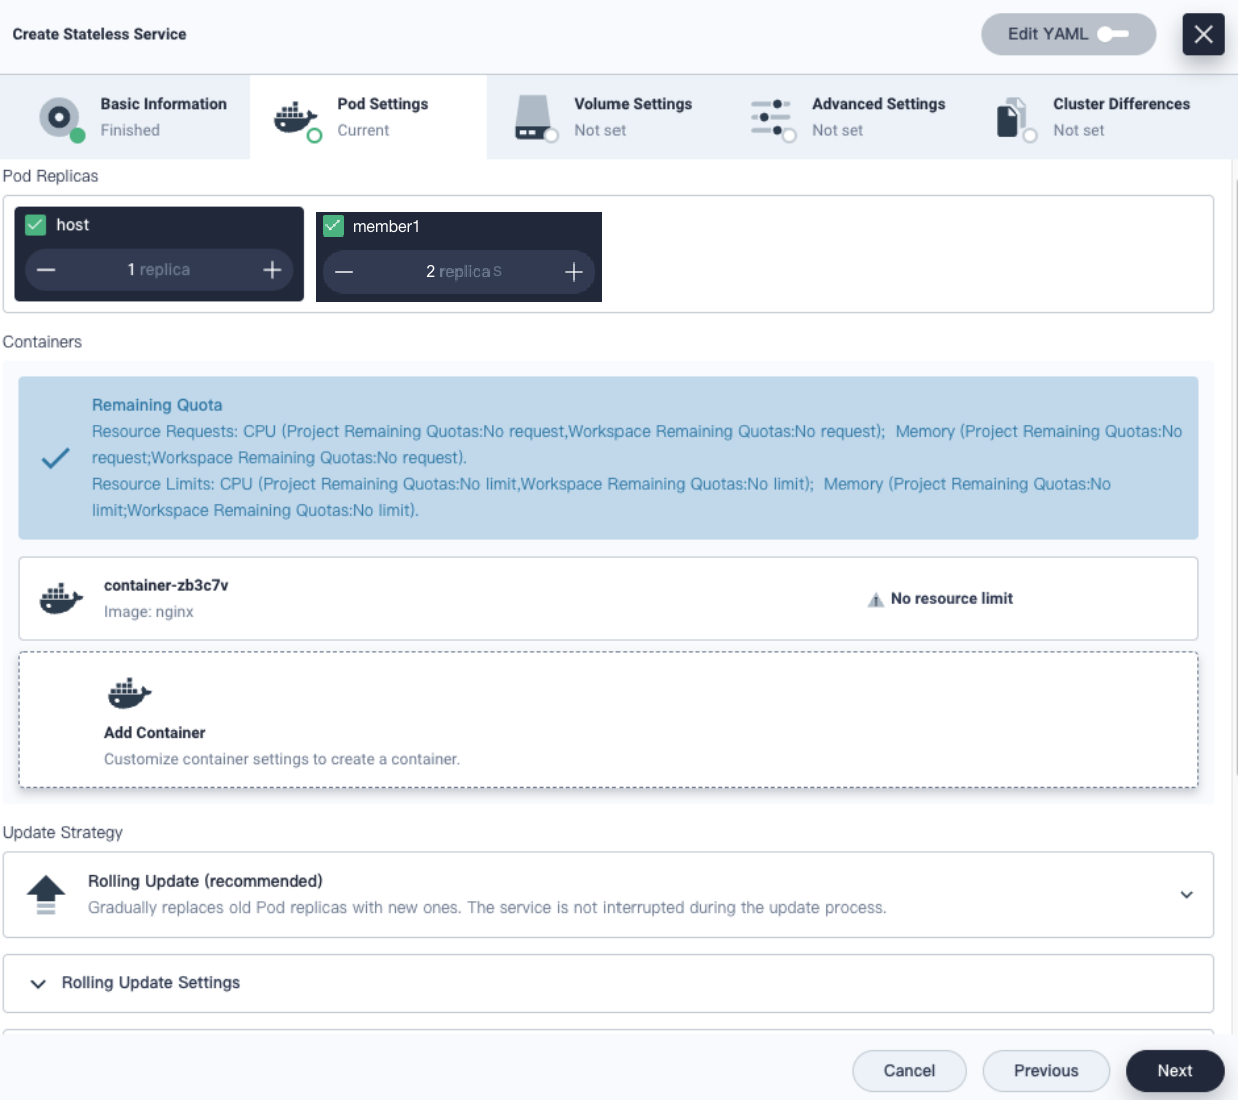 Create Stateless Service
Edit YAML
Basic Information
Finished
Pod Settings
Current
Volume Settings
Not set
Advanced Settings
Not set
Cluster Differences
Not set
Pod Replicas
host
1 replica
member1
2 replicas
Containers
Remaining Quota
Resource Requests: CPU (Project Remaining Quotas:No request,Workspace Remaining Quotas:No request);  Memory (Project Remaining Quotas:No
request;Workspace Remaining Quotas:No request).
Resource Limits: CPU (Project Remaining Quotas:No limit,Workspace Remaining Quotas:No limit);  Memory (Project Remaining Quotas:No
limit;Workspace Remaining Quotas:No limit).
container-zb3c7v
Image: nginx
No resource limit
Add Container
Customize container settings to create a container.
Update Strategy
Rolling Update (recommended)
Gradually replaces old Pod replicas with new ones. The service is not interrupted during the update process.
Rolling Update Settings
Cancel
Previous
Next